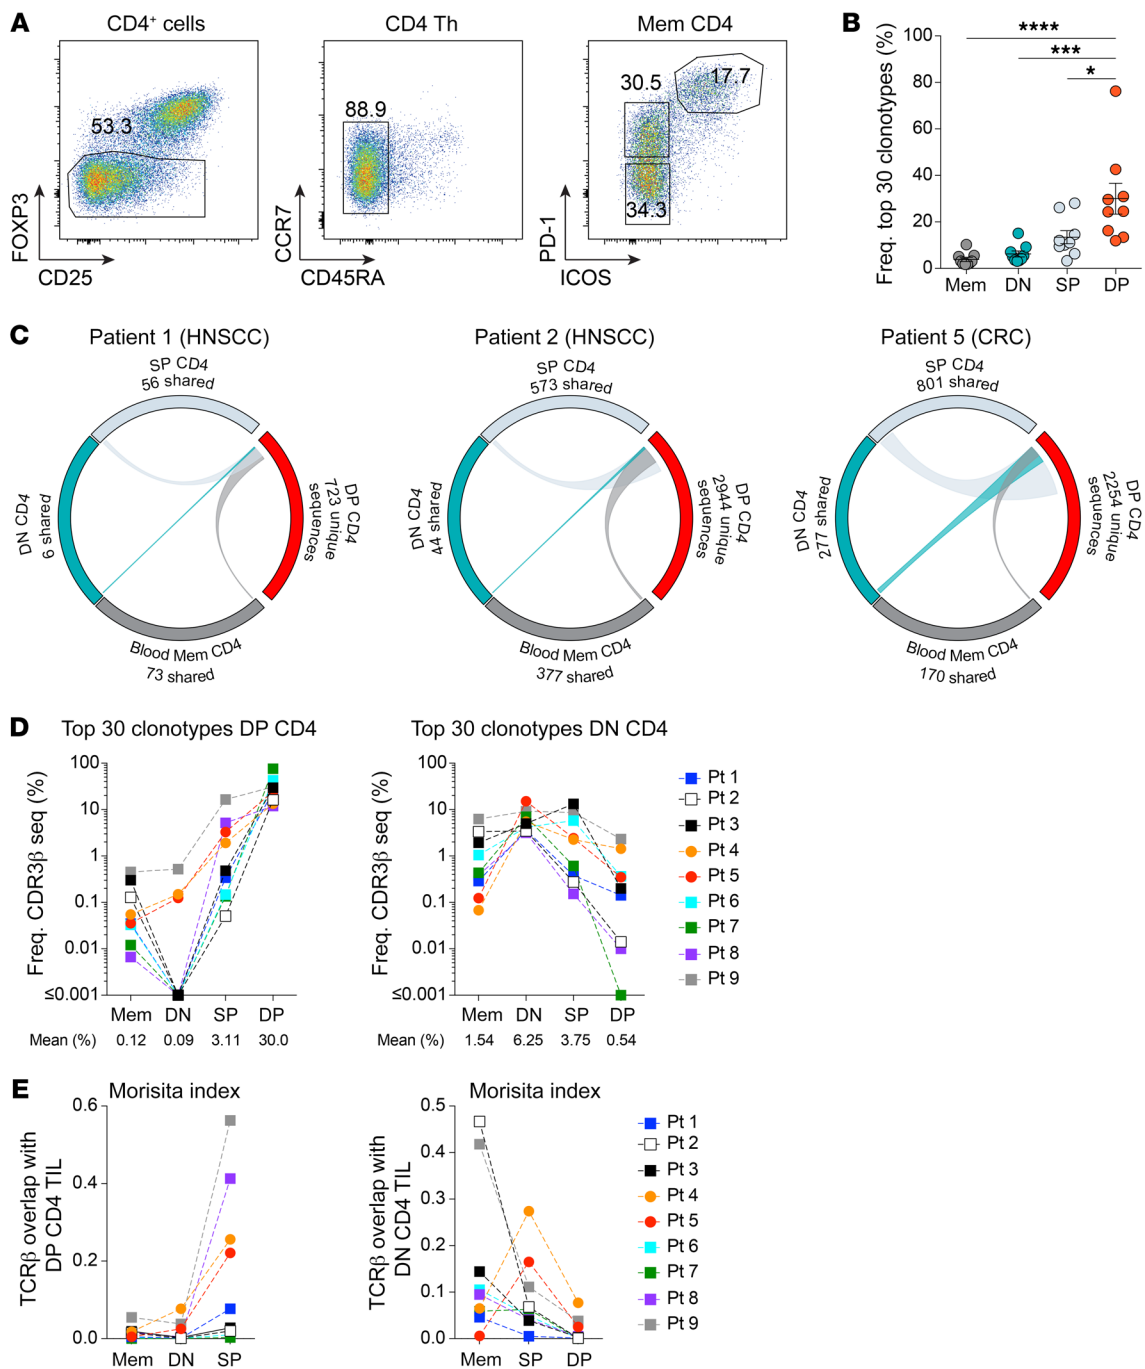 A
CD4⁺ cells
CD4 Th
Mem CD4
53.3
88.9
30.5
17.7
34.3
FOXP3
CD25
CCR7
CD45RA
PD-1
ICOS
B
Freq. top 30 clonotypes (%)
100
80
60
40
20
0
****
***
*
Mem DN SP DP
C
Patient 1 (HNSCC)
SP CD4
56 shared
DN CD4
6 shared
DP CD4
723 unique
sequences
Blood Mem CD4
73 shared
Patient 2 (HNSCC)
SP CD4
573 shared
DN CD4
44 shared
DP CD4
2944 unique
sequences
Blood Mem CD4
377 shared
Patient 5 (CRC)
SP CD4
801 shared
DN CD4
277 shared
DP CD4
2254 unique
sequences
Blood Mem CD4
170 shared
D
Top 30 clonotypes DP CD4
Freq. CDR3β seq (%)
100
10
1
0.1
0.01
≤0.001
Mem DN SP DP
Mean (%) 0.12 0.09 3.11 30.0
Top 30 clonotypes DN CD4
Freq. CDR3β seq (%)
100
10
1
0.1
0.01
≤0.001
Mem DN SP DP
Mean (%) 1.54 6.25 3.75 0.54
Pt 1
Pt 2
Pt 3
Pt 4
Pt 5
Pt 6
Pt 7
Pt 8
Pt 9
E
Morisita index
TCRβ overlap with
DP CD4 TIL
0.6
0.4
0.2
0.0
Mem DN SP
Morisita index
TCRβ overlap with
DN CD4 TIL
0.5
0.4
0.3
0.2
0.1
0.0
Mem SP DP
Pt 1
Pt 2
Pt 3
Pt 4
Pt 5
Pt 6
Pt 7
Pt 8
Pt 9